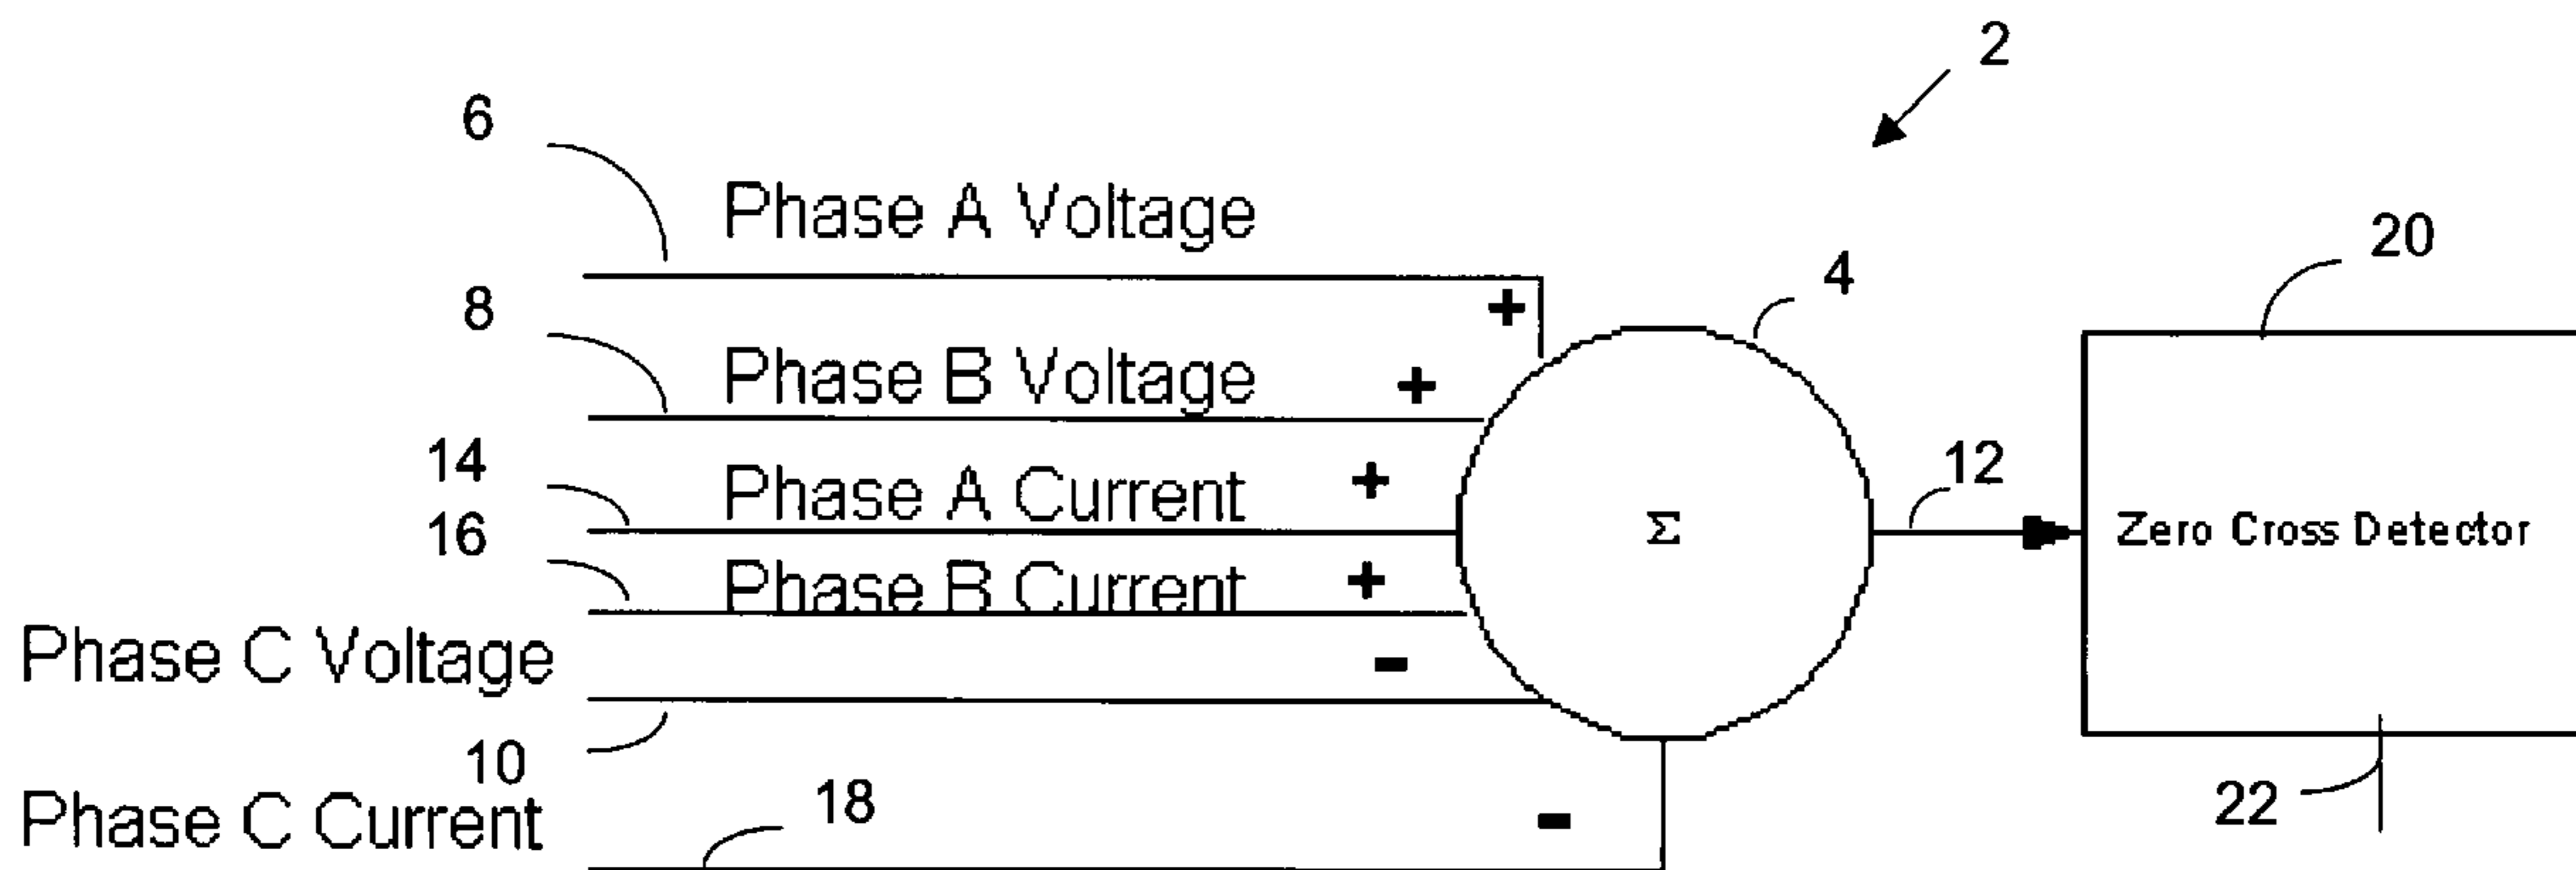 2
6
Phase A Voltage
20
4
+
8
Phase B Voltage
+
14
Phase A Current
+
12
Σ
Zero Cross Detector
16
Phase B Current
+
Phase C Voltage
-
10
18
22
Phase C Current
-